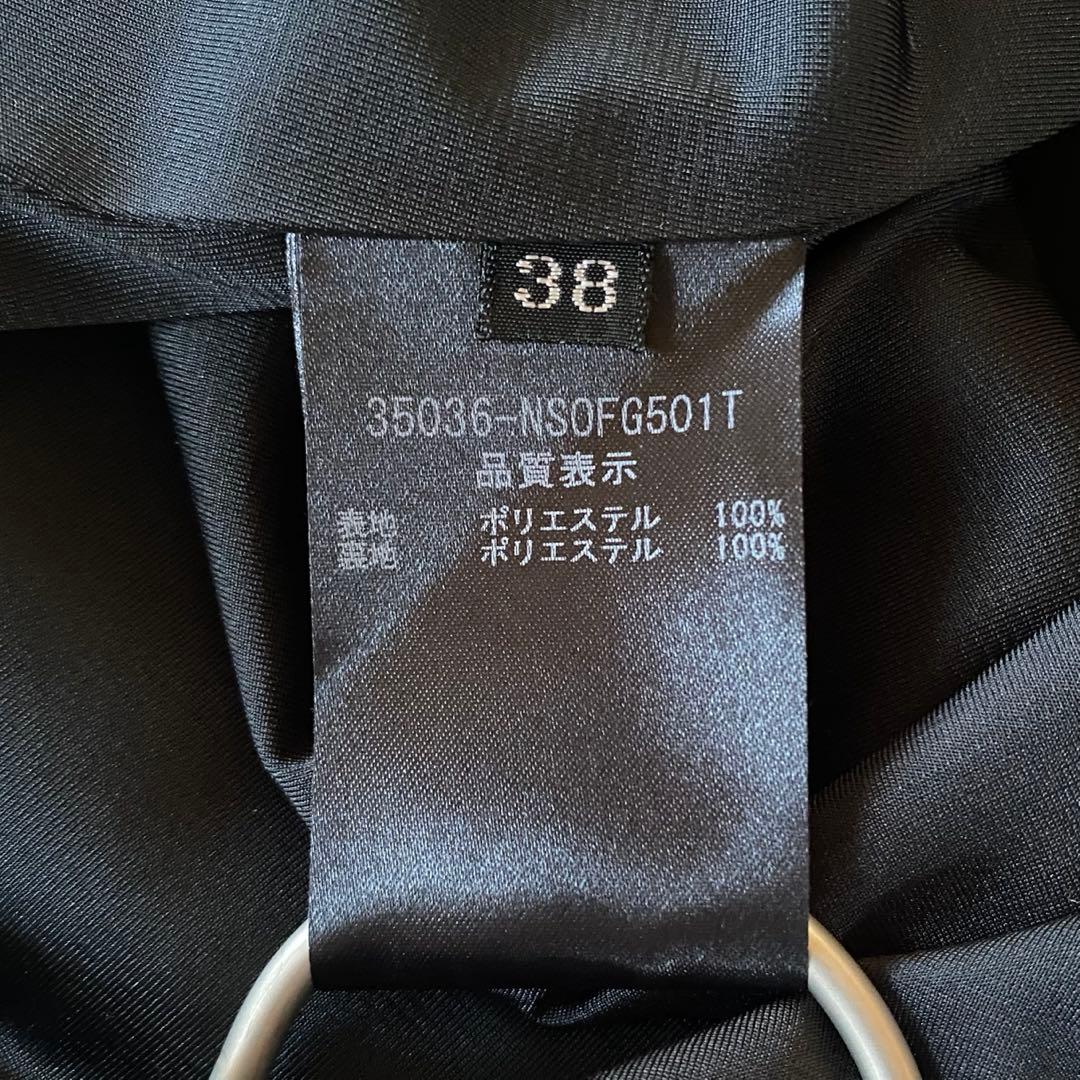 38
35036-NSOFG501T
品質表示
表地 ポリエステル 100%
裏地 ポリエステル 100%